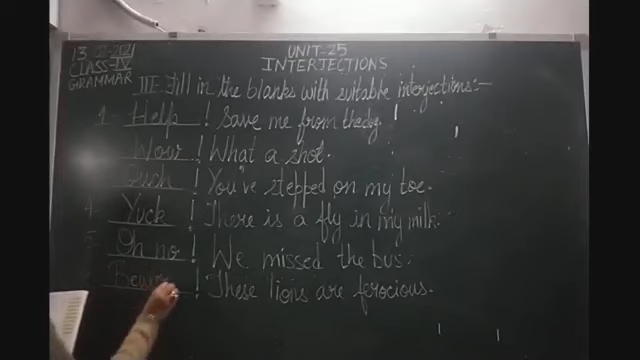 13
UNIT-25
CLASS-IV
INTERJECTIONS
GRAMMAR
III. Fill in the blanks with suitable interjections:-
1. Help ! Save me from the dog !
Wow ! What a shot.
Ouch ! You've stepped on my toe.
4. Yuck ! There is a fly in my milk.
5. Oh no ! We missed the bus.
! These lions are ferocious.